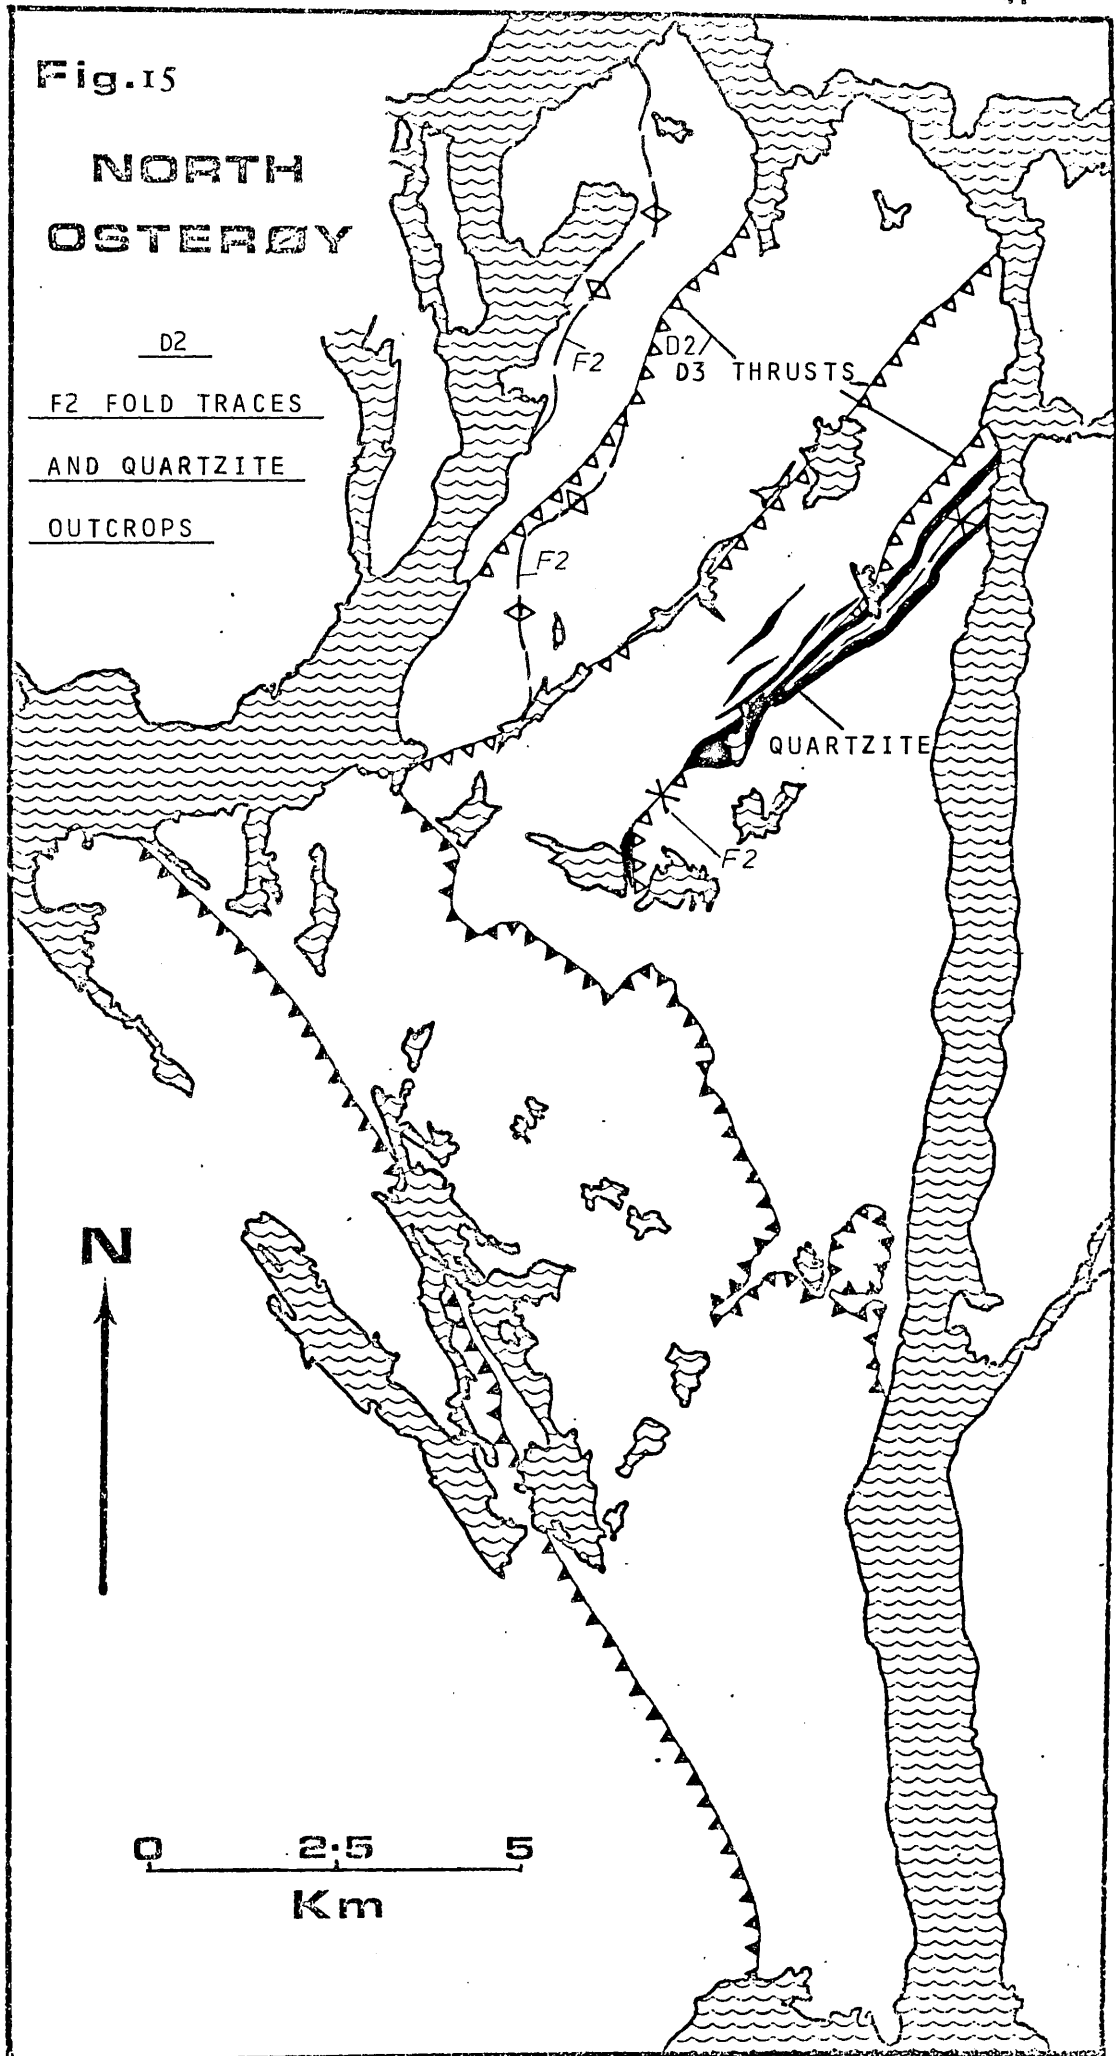 Fig.15
NORTH
OSTERØY
D2
F2 FOLD TRACES
AND QUARTZITE
OUTCROPS
F2
D2/
D3 THRUSTS
F2
QUARTZITE
F2
N
0 2·5 5
Km